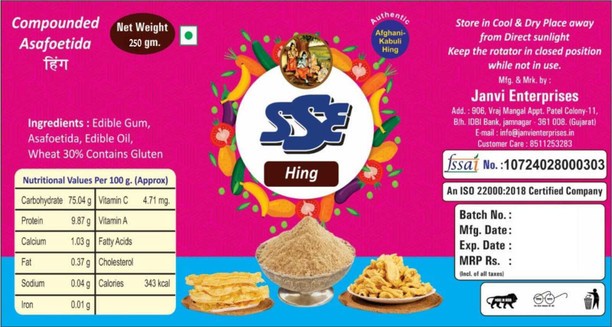 Compounded
Asafoetida
हिंग
Net Weight
250 gm.
Ingredients : Edible Gum,
Asafoetida, Edible Oil,
Wheat 30% Contains Gluten
Nutritional Values Per 100 g. (Approx)
Carbohydrate 75.04 g Vitamin C 4.71 mg.
Protein 9.87 g Vitamin A
Calcium 1.03 g Fatty Acids
Fat 0.37 g Cholesterol
Sodium 0.04 g Calories 343 kcal
Iron 0.01 g
Authentic
Afghani-
Kabuli
Hing
SSE
Hing
Store in Cool & Dry Place away
from Direct sunlight
Keep the rotator in closed position
while not in use.
Mfg. & Mrk. by :
Janvi Enterprises
Add. : 906, Vraj Mangal Appt. Patel Colony-11,
B/h. IDBI Bank, jamnagar - 361 008. (Gujarat)
E-mail : info@janvienterprises.in
Customer Care : 8511253283
fssai No. :10724028000303
An ISO 22000:2018 Certified Company
Batch No. :
Mfg. Date:
Exp. Date :
MRP Rs. :
(Incl. of all taxes)